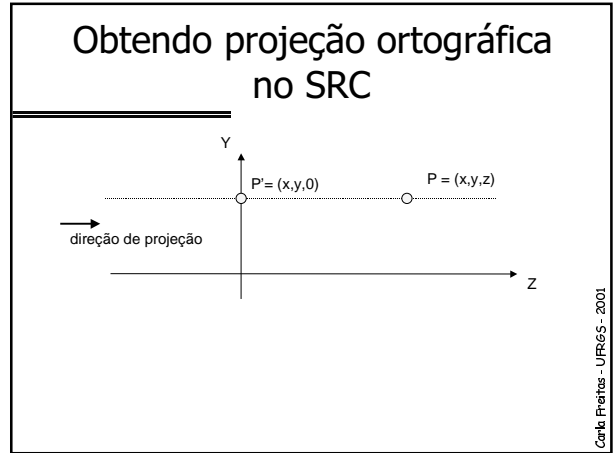 Obtendo projeção ortográfica
no SRC
Y
P'= (x,y,0)
P = (x,y,z)
direção de projeção
Z
Carla Freitas - UFRGS - 2001